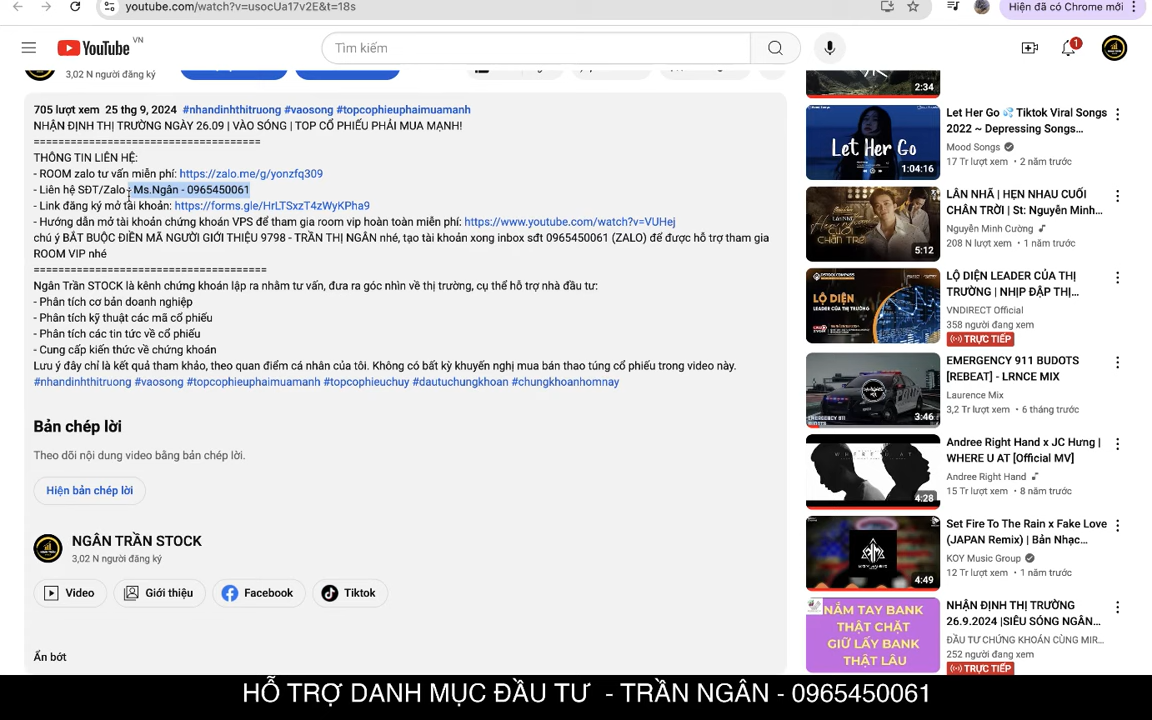 youtube.com/watch?v=usocUa17v2E&t=18s
Hiện đã có Chrome mới
YouTube VN
Tìm kiếm
1
3,02 N người đăng ký
705 lượt xem 25 thg 9, 2024 #nhandinhthitruong #vaosong #topcophieuphaimuamanh
NHẬN ĐỊNH THỊ TRƯỜNG NGÀY 26.09 | VÀO SÓNG | TOP CỔ PHIẾU PHẢI MUA MẠNH!
==================================
THÔNG TIN LIÊN HỆ:
- ROOM zalo tư vấn miễn phí: https://zalo.me/g/yonzfq309
- Liên hệ SĐT/Zalo : Ms.Ngân - 0965450061
- Link đăng ký mở tài khoản: https://forms.gle/HrLTSxzT4zWyKPha9
- Hướng dẫn mở tài khoản chứng khoán VPS để tham gia room vip hoàn toàn miễn phí: https://www.youtube.com/watch?v=VUHej
chú ý BẮT BUỘC ĐIỀN MÃ NGƯỜI GIỚI THIỆU 9798 - TRẦN THỊ NGÂN nhé, tạo tài khoản xong inbox sđt 0965450061 (ZALO) để được hỗ trợ tham gia
ROOM VIP nhé
===================================
Ngân Trần STOCK là kênh chứng khoán lập ra nhằm tư vấn, đưa ra góc nhìn về thị trường, cụ thể hỗ trợ nhà đầu tư:
- Phân tích cơ bản doanh nghiệp
- Phân tích kỹ thuật các mã cổ phiếu
- Phân tích các tin tức về cổ phiếu
- Cung cấp kiến thức về chứng khoán
Lưu ý đây chỉ là kết quả tham khảo, theo quan điểm cá nhân của tôi. Không có bất kỳ khuyến nghị mua bán thao túng cổ phiếu trong video này.
#nhandinhthitruong #vaosong #topcophieuphaimuamanh #topcophieuchuy #dautuchungkhoan #chungkhoanhomnay
Bản chép lời
Theo dõi nội dung video bằng bản chép lời.
Hiện bản chép lời
NGÂN TRẦN STOCK
3,02 N người đăng ký
Video
Giới thiệu
Facebook
Tiktok
Ẩn bớt
2:34
Let Her Go
1:04:16
Let Her Go 💦 Tiktok Viral Songs
2022 ~ Depressing Songs...
Mood Songs
17 Tr lượt xem • 2 năm trước
5:12
LÂN NHÃ | HẸN NHAU CUỐI
CHÂN TRỜI | St: Nguyễn Minh...
Nguyễn Minh Cường
208 N lượt xem • 1 năm trước
LỘ DIỆN
LEADER CỦA THỊ TRƯỜNG
LỘ DIỆN LEADER CỦA THỊ
TRƯỜNG | NHỊP ĐẬP THỊ...
VNDIRECT Official
358 người đang xem
TRỰC TIẾP
3:46
EMERGENCY 911 BUDOTS
[REBEAT] - LRNCE MIX
Laurence Mix
3,2 Tr lượt xem • 6 tháng trước
WHERE U AT
4:28
Andree Right Hand x JC Hưng |
WHERE U AT [Official MV]
Andree Right Hand
15 Tr lượt xem • 8 năm trước
4:49
Set Fire To The Rain x Fake Love
(JAPAN Remix) | Bản Nhạc...
KOY Music Group
12 Tr lượt xem • 1 năm trước
NẮM TAY BANK
THẬT CHẶT
GIỮ LẤY BANK
THẬT LÂU
NHẬN ĐỊNH THỊ TRƯỜNG
26.9.2024 |SIÊU SÓNG NGÂN...
ĐẦU TƯ CHỨNG KHOÁN CÙNG MIR...
252 người đang xem
TRỰC TIẾP
HỖ TRỢ DANH MỤC ĐẦU TƯ - TRẦN NGÂN - 0965450061